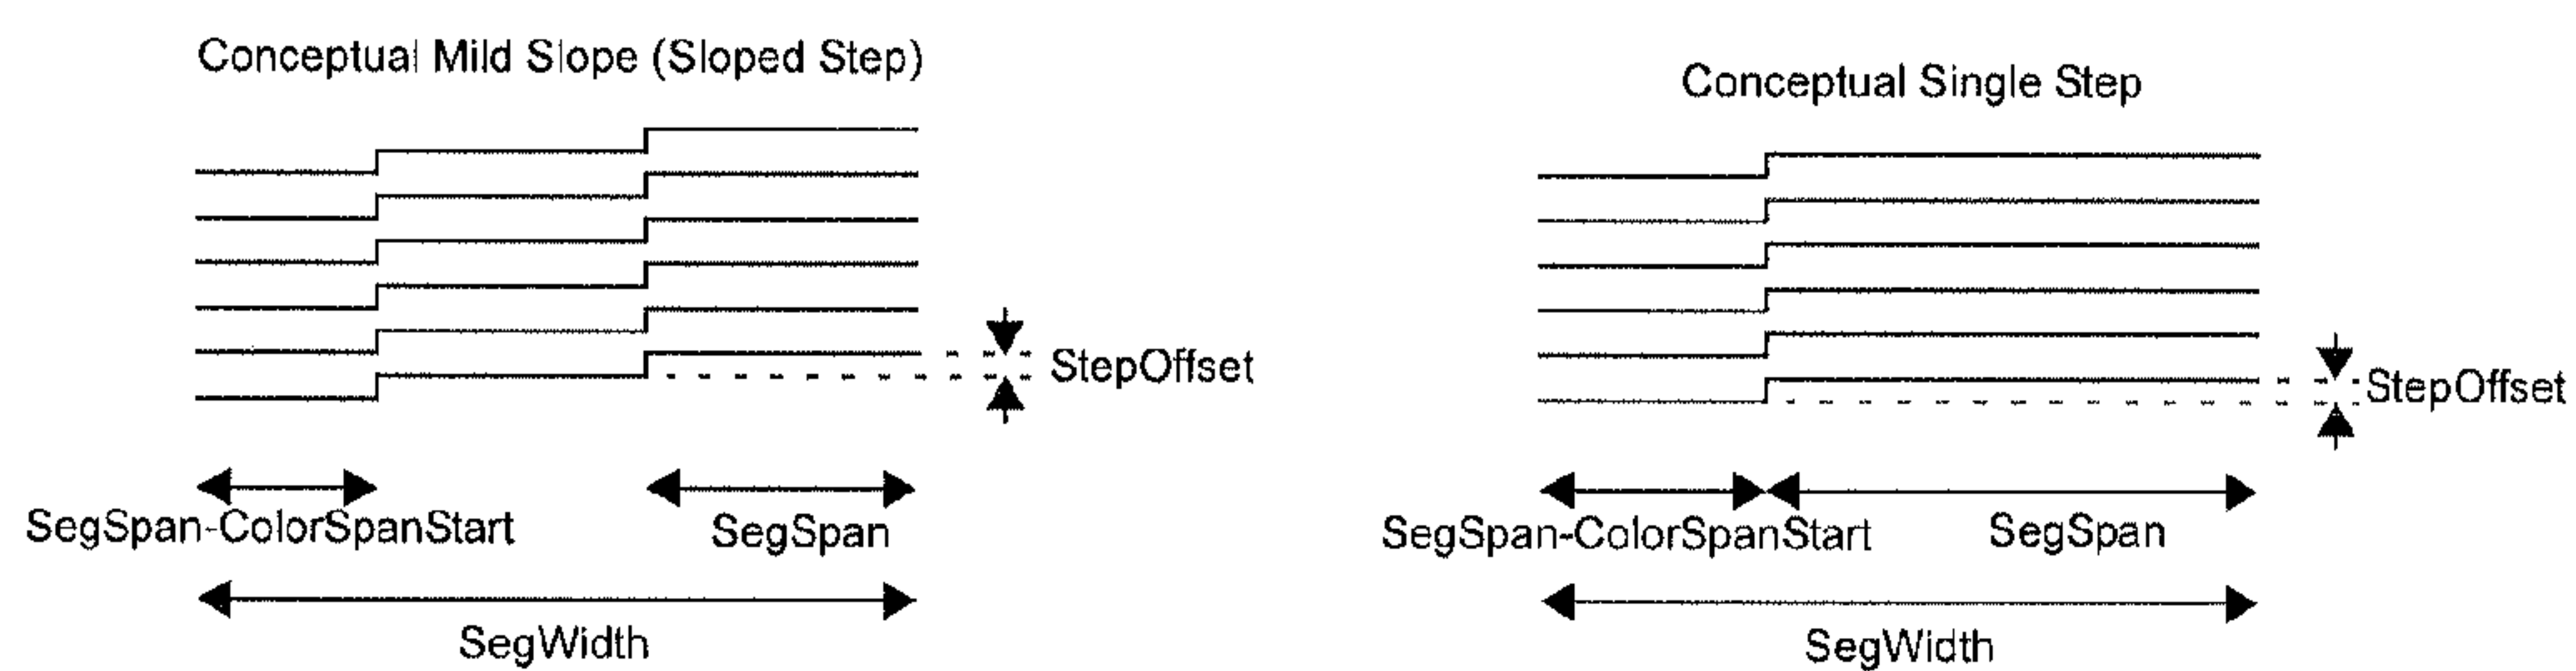 Conceptual Mild Slope (Sloped Step)
StepOffset
SegSpan-ColorSpanStart
SegSpan
SegWidth
Conceptual Single Step
StepOffset
SegSpan-ColorSpanStart
SegSpan
SegWidth